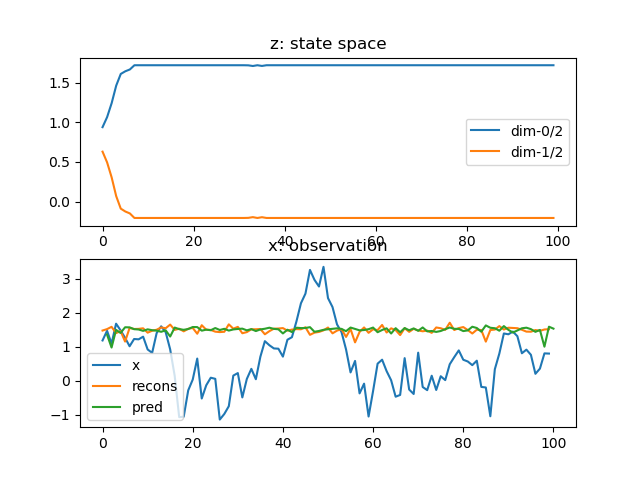 z: state space
1.5
1.0
0.5
0.0
dim-0/2
dim-1/2
0 20 40 60 80 100
x: observation
3
2
1
0
−1
x
recons
pred
0 20 40 60 80 100